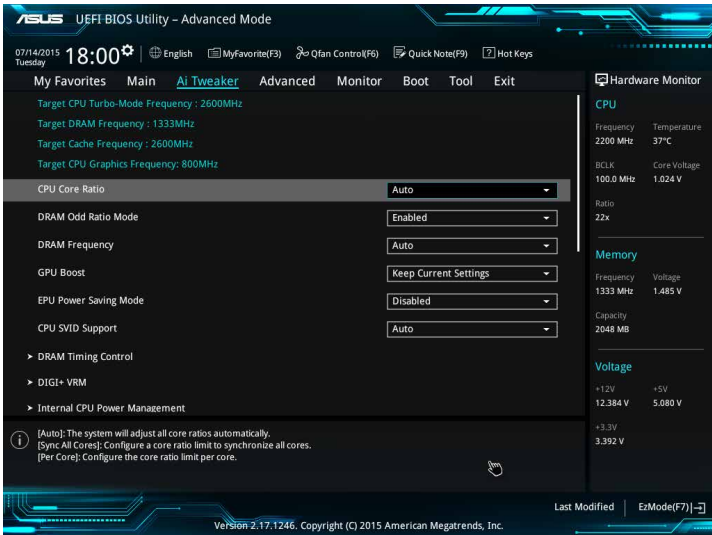 ASUS UEFI BIOS Utility – Advanced Mode
07/14/2015 Tuesday 18:00 English MyFavorite(F3) Qfan Control(F6) Quick Note(F9) ? Hot Keys
My Favorites Main Ai Tweaker Advanced Monitor Boot Tool Exit
Target CPU Turbo-Mode Frequency : 2600MHz
Target DRAM Frequency : 1333MHz
Target Cache Frequency : 2600MHz
Target CPU Graphics Frequency: 800MHz
CPU Core Ratio Auto
DRAM Odd Ratio Mode Enabled
DRAM Frequency Auto
GPU Boost Keep Current Settings
EPU Power Saving Mode Disabled
CPU SVID Support Auto
> DRAM Timing Control
> DIGI+ VRM
> Internal CPU Power Management
[Auto]: The system will adjust all core ratios automatically.
[Sync All Cores]: Configure a core ratio limit to synchronize all cores.
[Per Core]: Configure the core ratio limit per core.
Hardware Monitor
CPU
Frequency Temperature
2200 MHz 37°C
BCLK Core Voltage
100.0 MHz 1.024 V
Ratio
22x
Memory
Frequency Voltage
1333 MHz 1.485 V
Capacity
2048 MB
Voltage
+12V +5V
12.384 V 5.080 V
+3.3V
3.392 V
Last Modified EzMode(F7)
Version 2.17.1246. Copyright (C) 2015 American Megatrends, Inc.